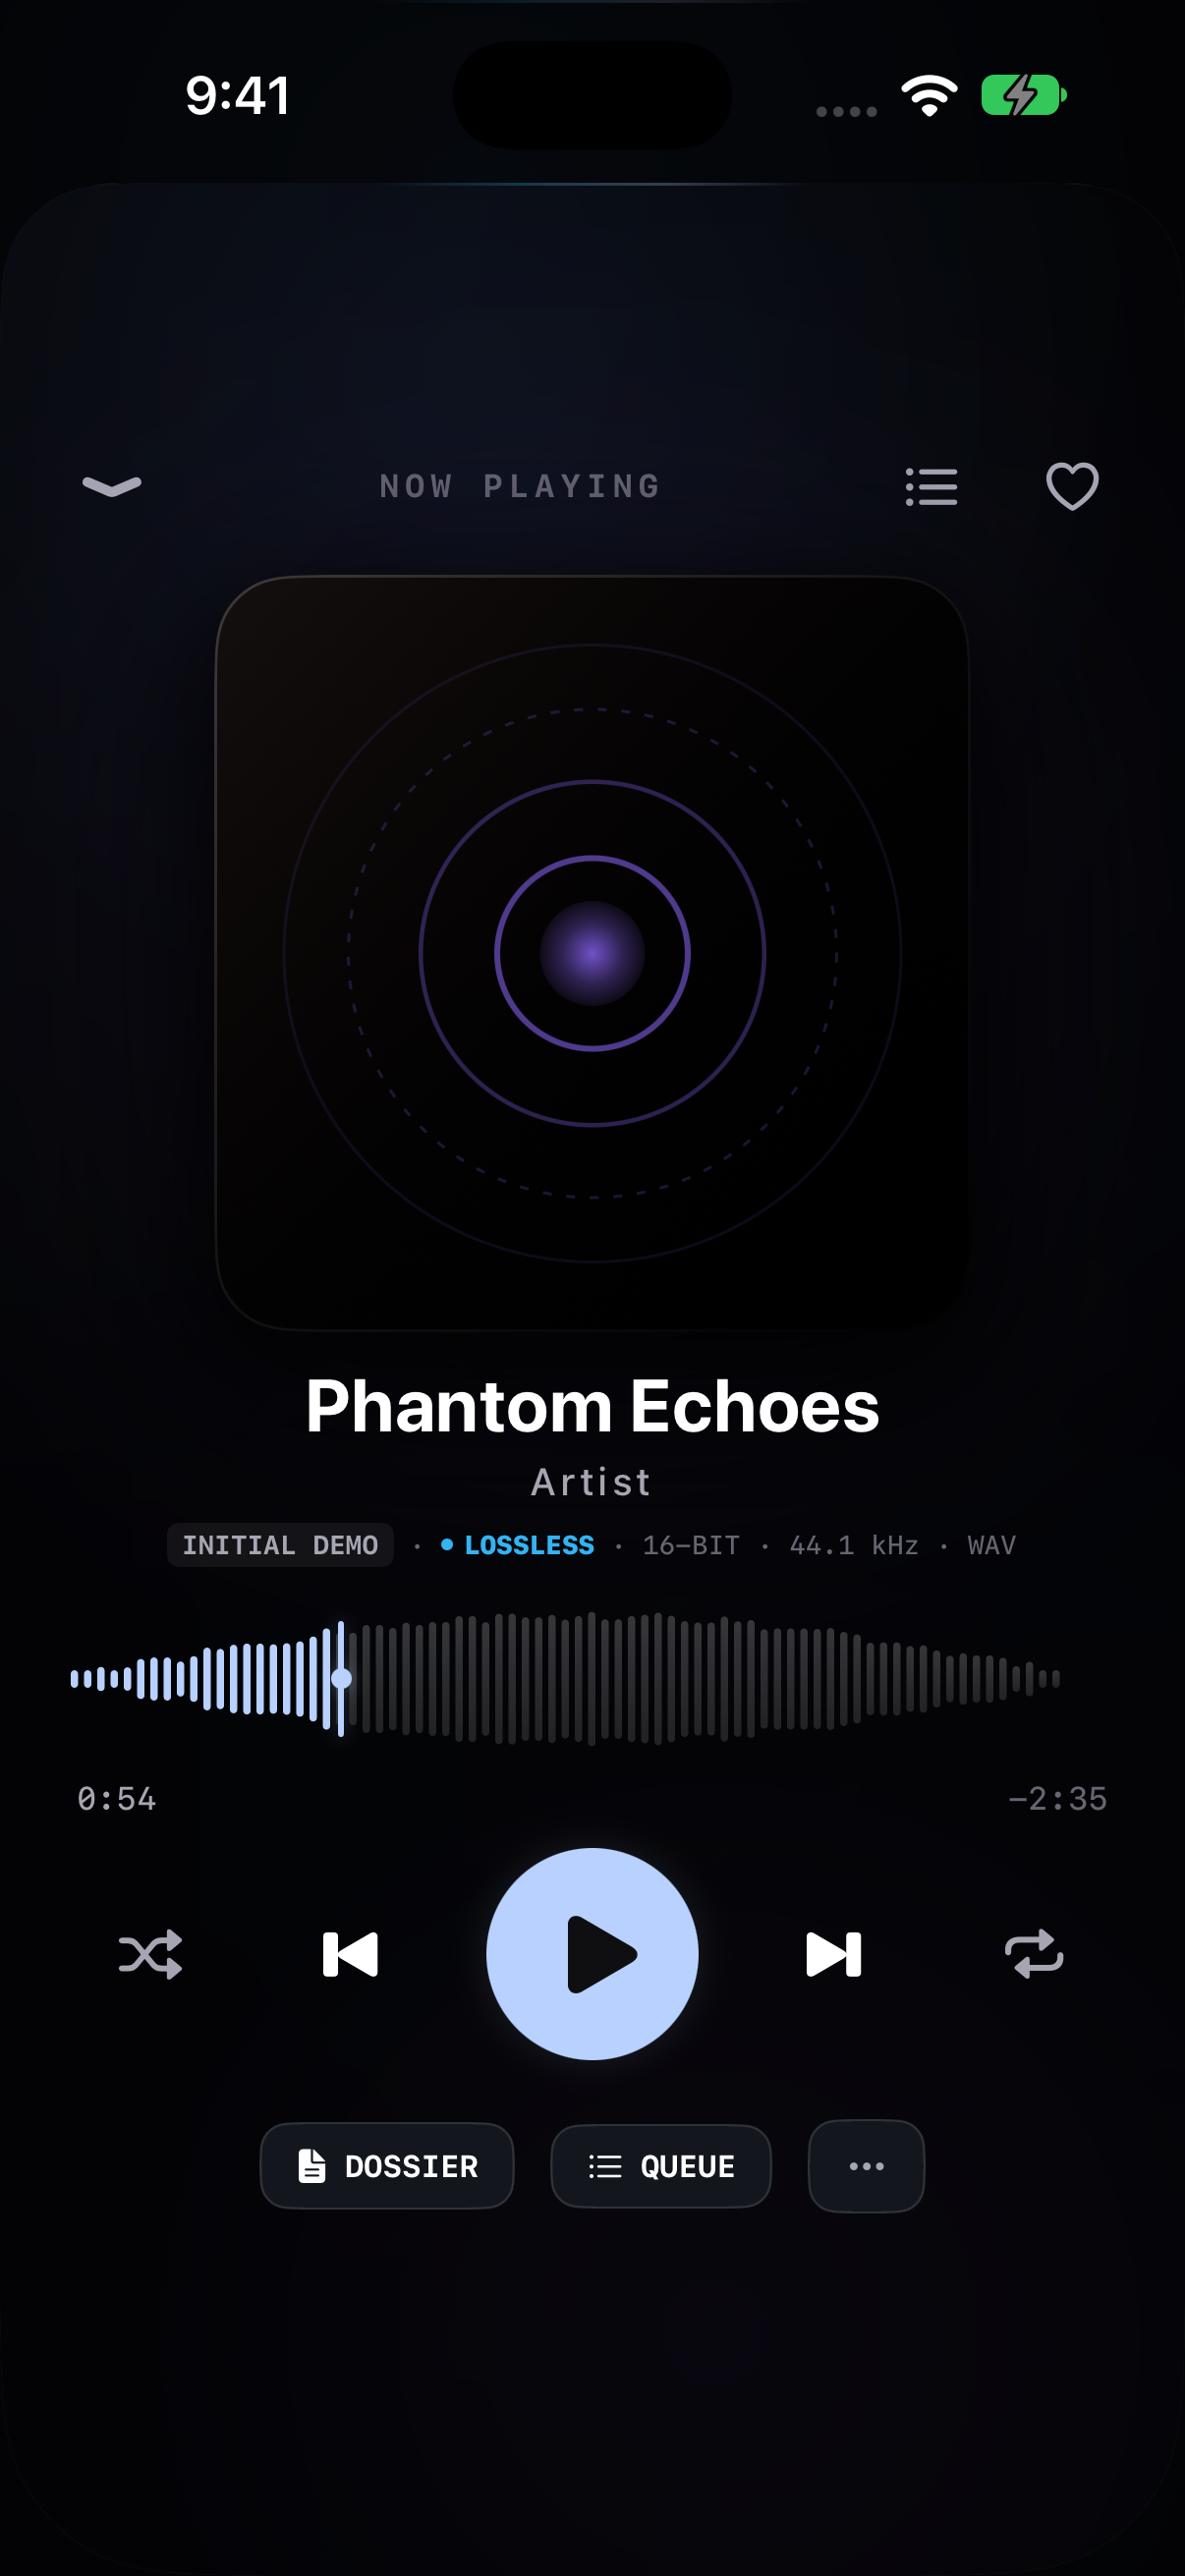 9:41
NOW PLAYING
Phantom Echoes
Artist
INITIAL DEMO · LOSSLESS · 16–BIT · 44.1 kHz · WAV
0:54 –2:35
DOSSIER QUEUE